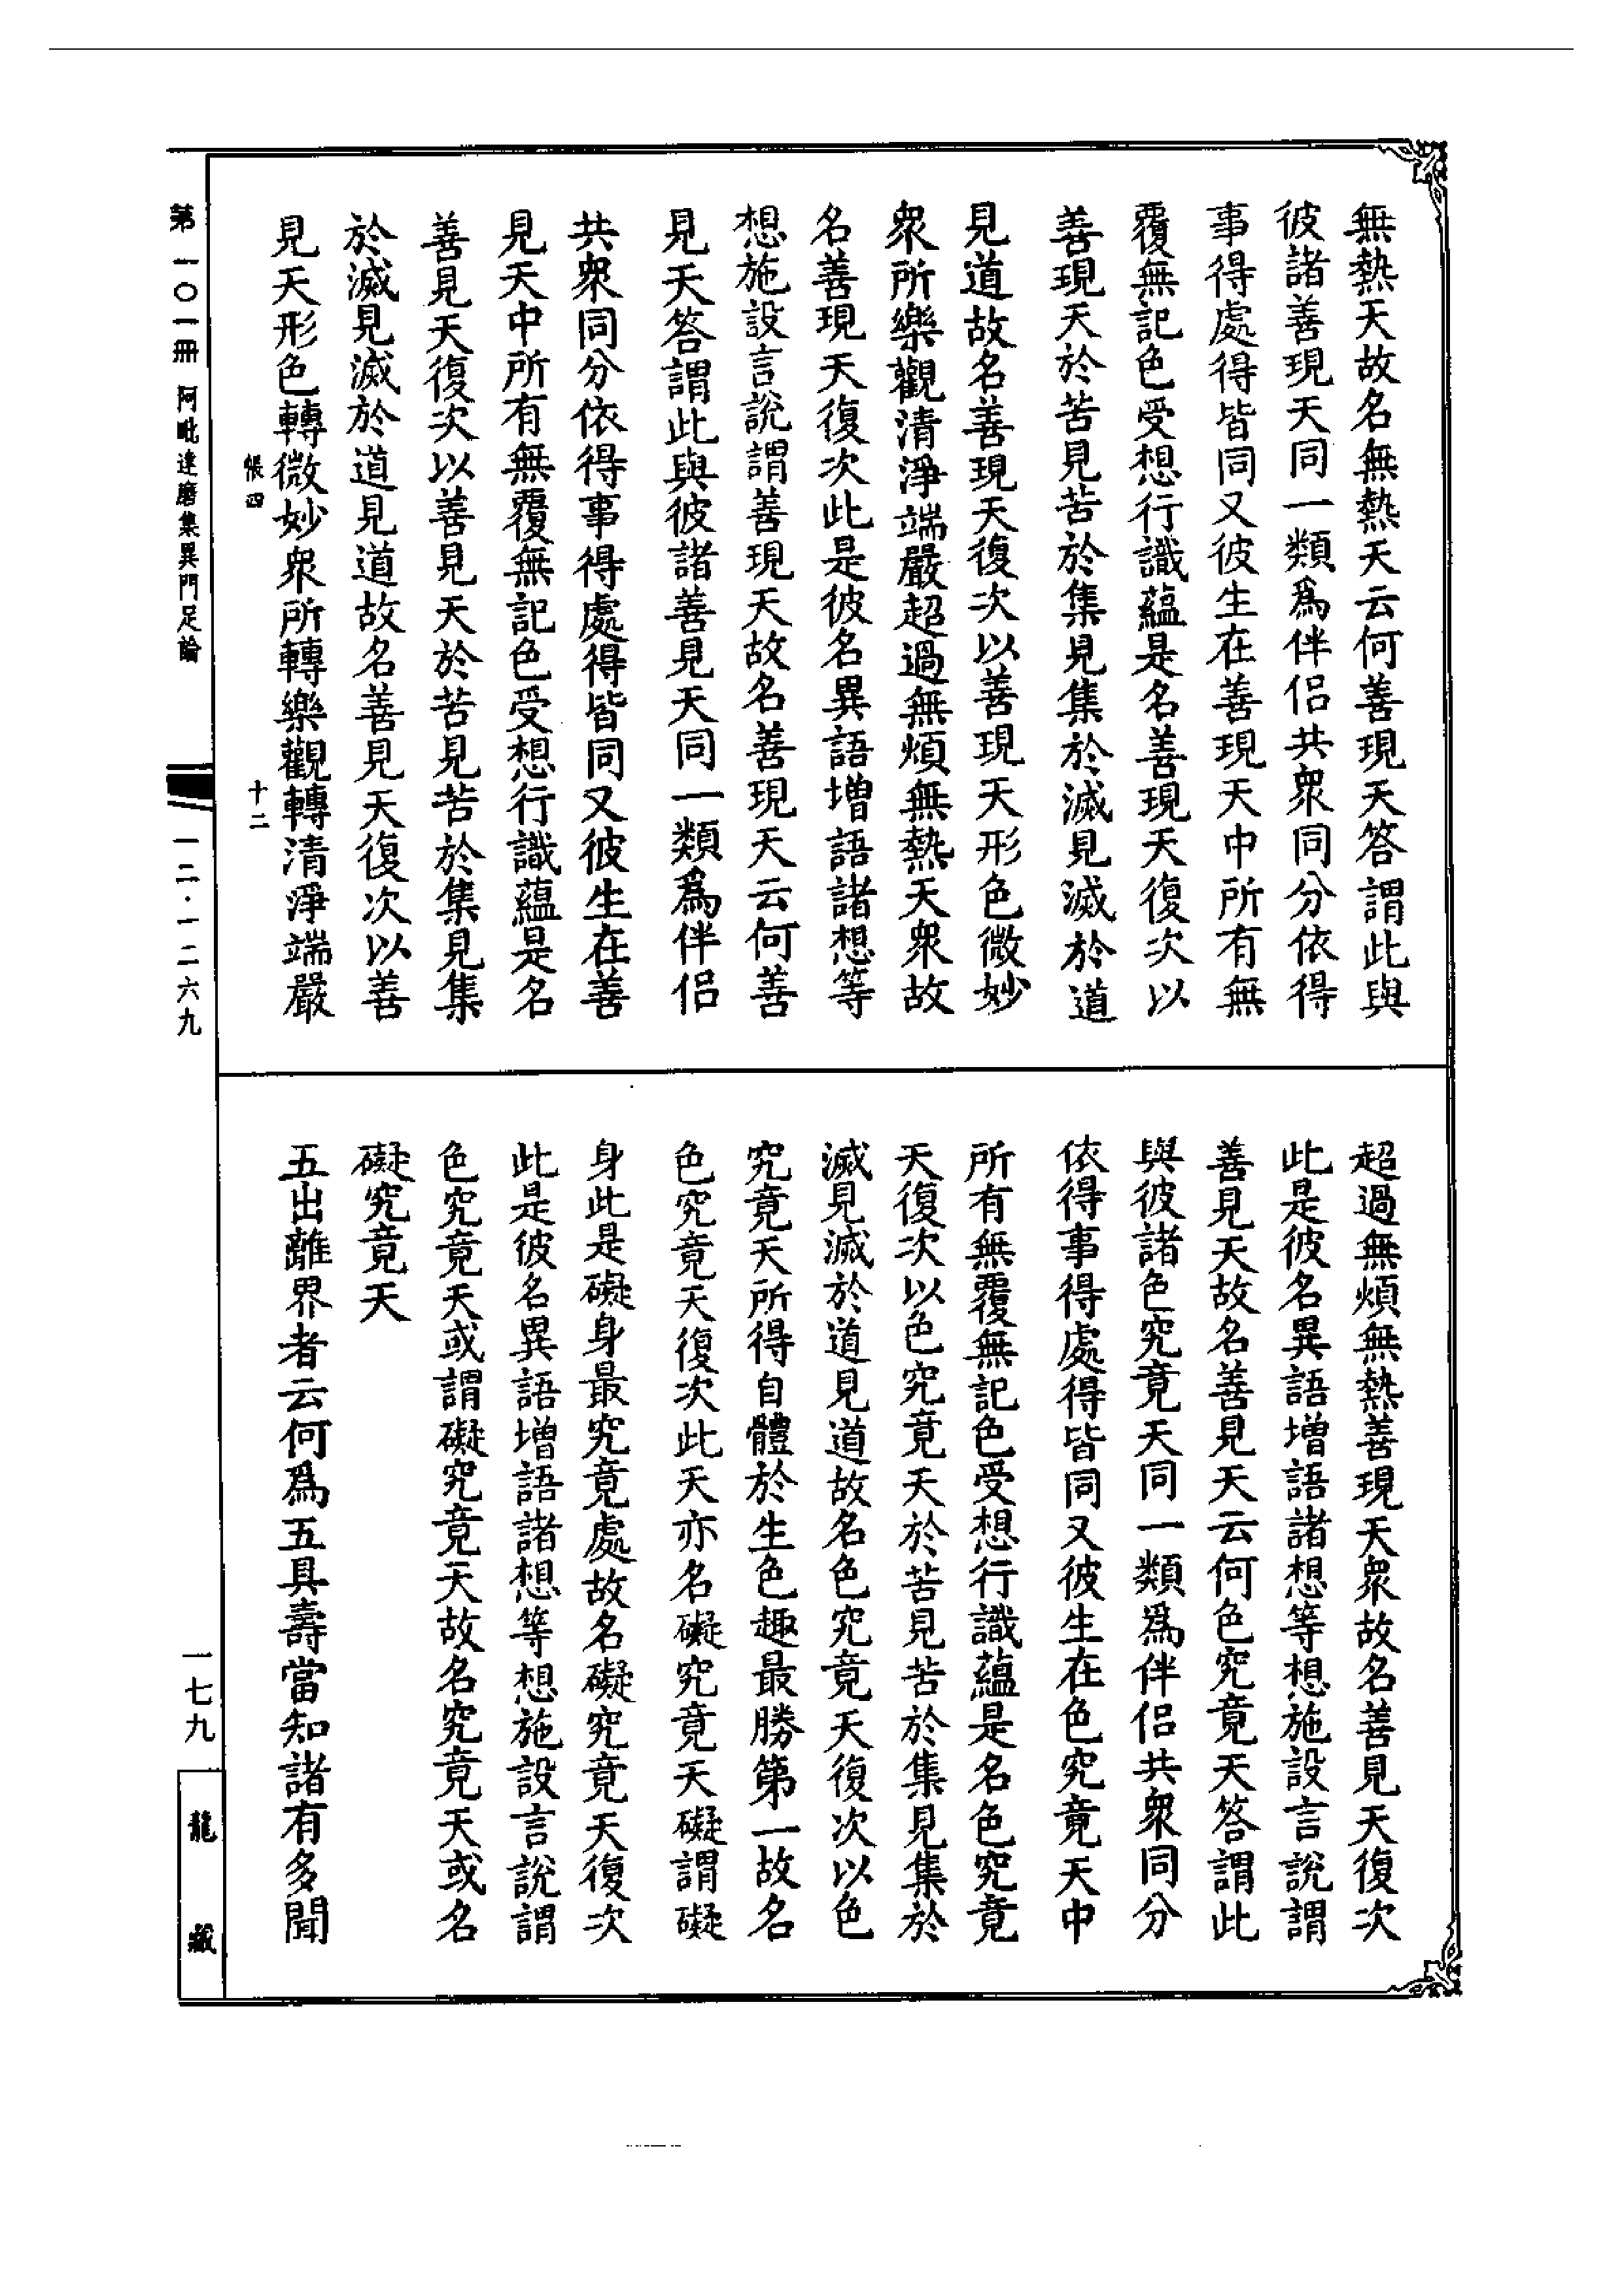 無熱天故名無熱天云何善現天答謂此與
彼諸善現天同一類爲伴侣共衆同分依得
事得處得皆同又彼生在善現天中所有無
覆無記色受想行識蘊是名善現天復次以
善現天於苦見苦於集見集於滅見滅於道
見道故名善現天復次以善現天形色微妙
衆所樂觀清淨端嚴超過無煩無熱天衆故
名善現天復次此是彼名異語增語諸想等
想施設言說謂善現天故名善現天云何善
見天答謂此與彼諸善見天同一類爲伴侣
共衆同分依得事得處得皆同又彼生在善
見天中所有無覆無記色受想行識蘊是名
善見天復次以善見天於苦見苦於集見集
於滅見滅於道見道故名善見天復次以善
見天形色轉微妙衆所轉樂觀轉清淨端嚴
超過無煩無熱善現天衆故名善見天復次
此是彼名異語增語諸想等想施設言說謂
善見天故名善見天云何色究竟天答謂此
與彼諸色究竟天同一類爲伴侣共衆同分
依得事得處得皆同又彼生在色究竟天中
所有無覆無記色受想行識蘊是名色究竟
天復次以色究竟天於苦見苦於集見集於
滅見滅於道見道故名色究竟天復次以色
究竟天所得自體於生色趣最勝第一故名
色究竟天復次此天亦名礙究竟天礙謂礙
身此是礙身最究竟處故名礙究竟天復次
此是彼名異語增語諸想等想施設言說謂
色究竟天或謂礙究竟天故名究竟天或名
礙究竟天
五出離界者云何爲五具壽當知諸有多聞
帳四
十二
第一〇一冊 阿毗達磨集異門足論
一二·一二六九
一七九
龍藏